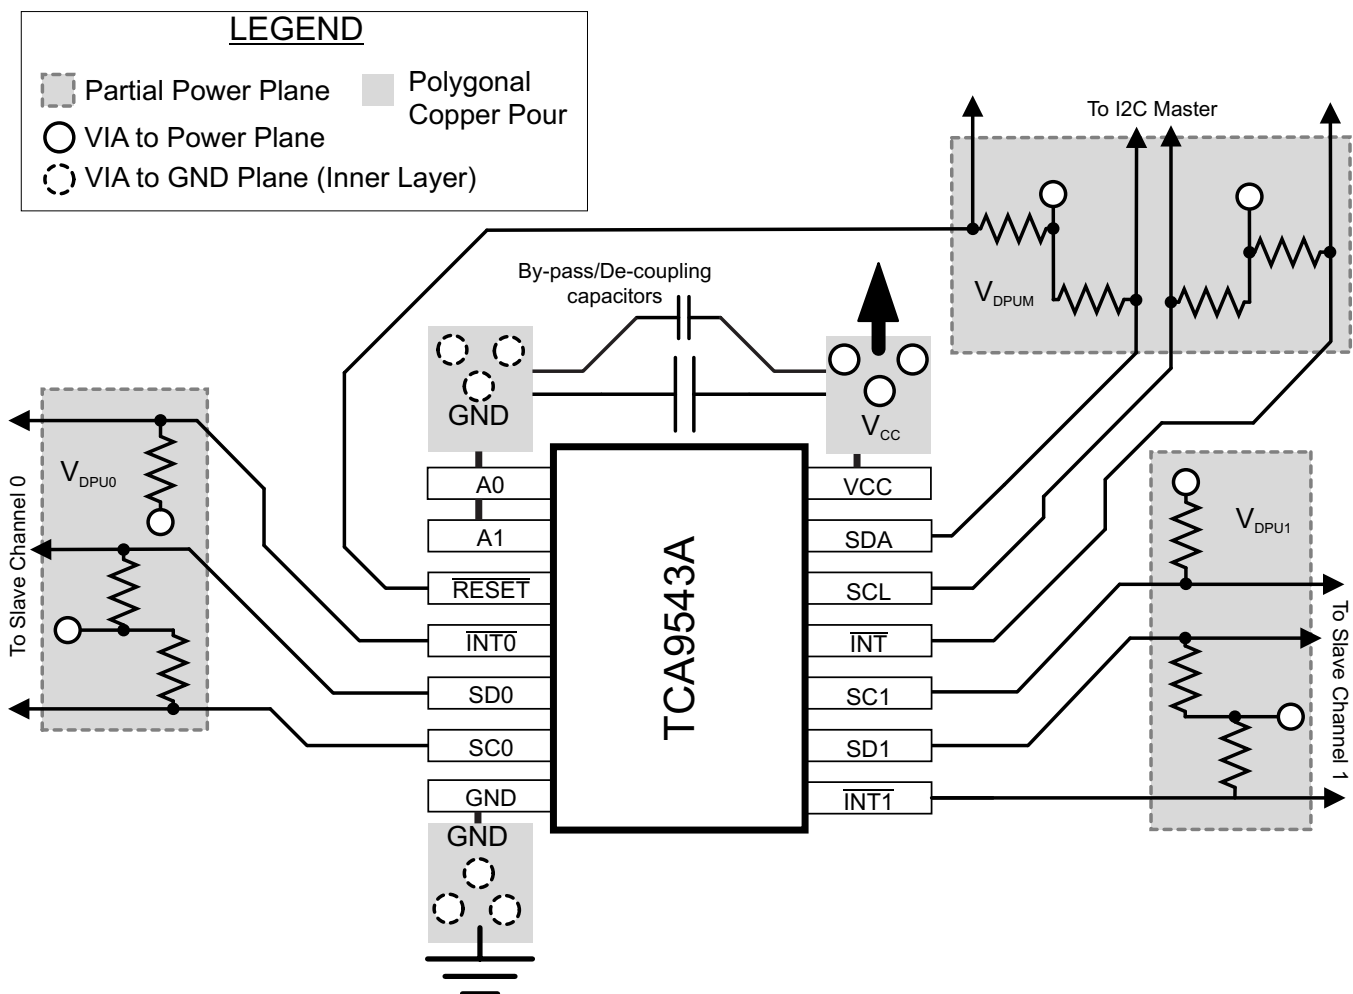 LEGEND
Partial Power Plane
Polygonal
Copper Pour
VIA to Power Plane
VIA to GND Plane (Inner Layer)
To I2C Master
By-pass/De-coupling
capacitors
VDPUM
GND
VCC
VDPU0
VDPU1
To Slave Channel 0
To Slave Channel 1
TCA9543A
A0
A1
RESET
INT0
SD0
SC0
GND
VCC
SDA
SCL
INT
SC1
SD1
INT1
GND